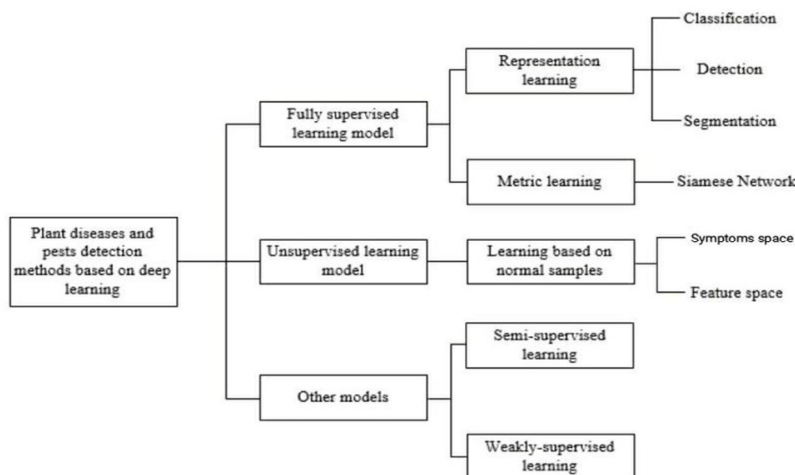 Classification
Representation
learning
Detection
Fully supervised
learning model
Segmentation
Metric learning
Siamese Network
Plant diseases and
pests detection
methods based on deep
learning
Unsupervised learning
model
Learning based on
normal samples
Symptoms space
Feature space
Semi-supervised
learning
Other models
Weakly-supervised
learning